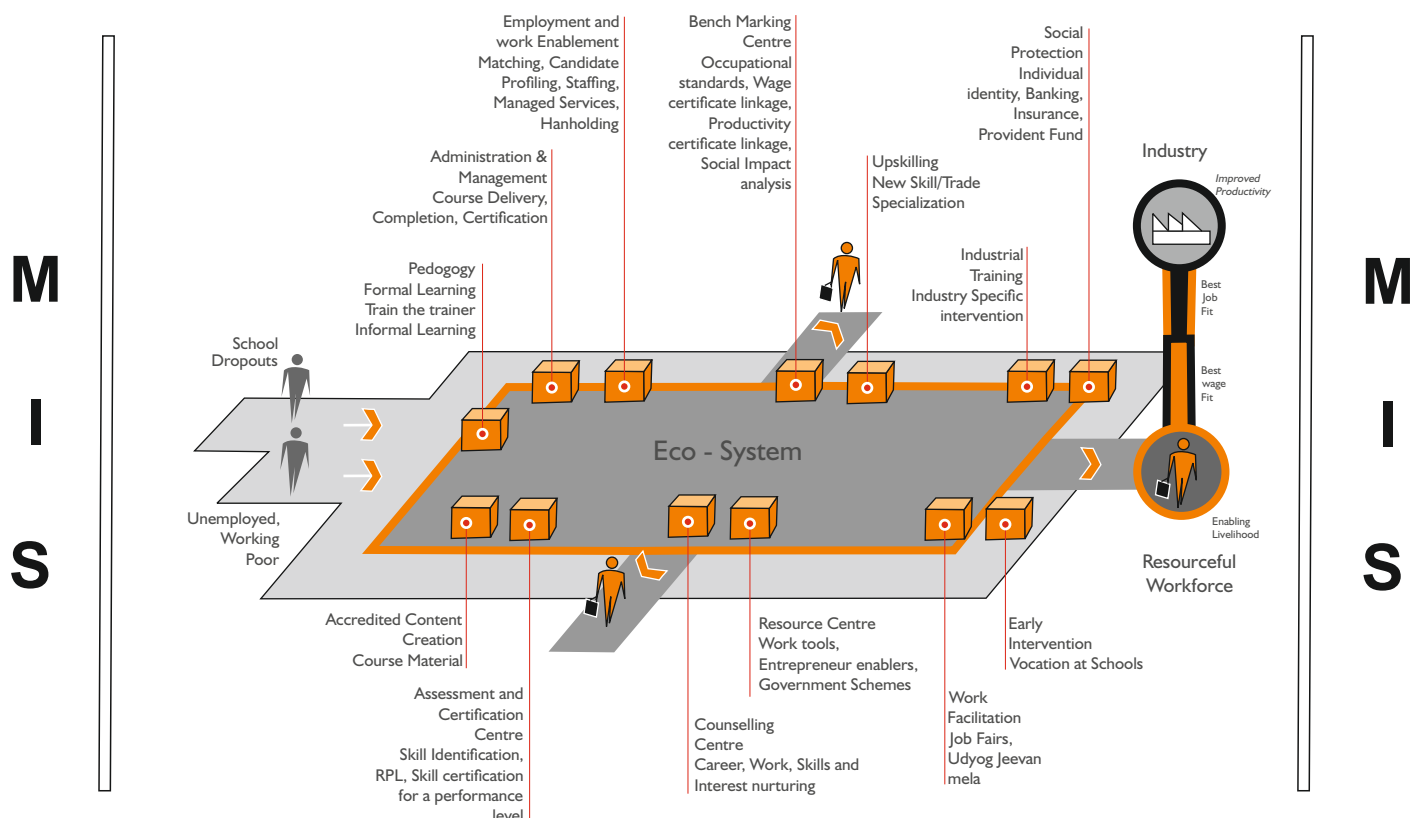 Employment and
work Enablement
Matching, Candidate
Profiling, Staffing,
Managed Services,
Hanholding
Bench Marking
Centre
Occupational
standards, Wage
certificate linkage,
Productivity
certificate linkage,
Social Impact
analysis
Social
Protection
Individual
identity, Banking,
Insurance,
Provident Fund
Administration &
Management
Course Delivery,
Completion, Certification
Upskilling
New Skill/Trade
Specialization
Industry
Improved
Productivity
Pedogogy
Formal Learning
Train the trainer
Informal Learning
Industrial
Training
Industry Specific
intervention
M
I
S
M
I
S
Best
Job
Fit
School
Dropouts
Best
wage
Fit
Eco - System
Unemployed,
Working
Poor
Enabling
Livelihood
Resourceful
Workforce
Accredited Content
Creation
Course Material
Assessment and
Certification
Centre
Skill Identification,
RPL, Skill certification
for a performance
level
Counselling
Centre
Career, Work, Skills and
Interest nurturing
Resource Centre
Work tools,
Entrepreneur enablers,
Government Schemes
Work
Facilitation
Job Fairs,
Udyog Jeevan
mela
Early
Intervention
Vocation at Schools